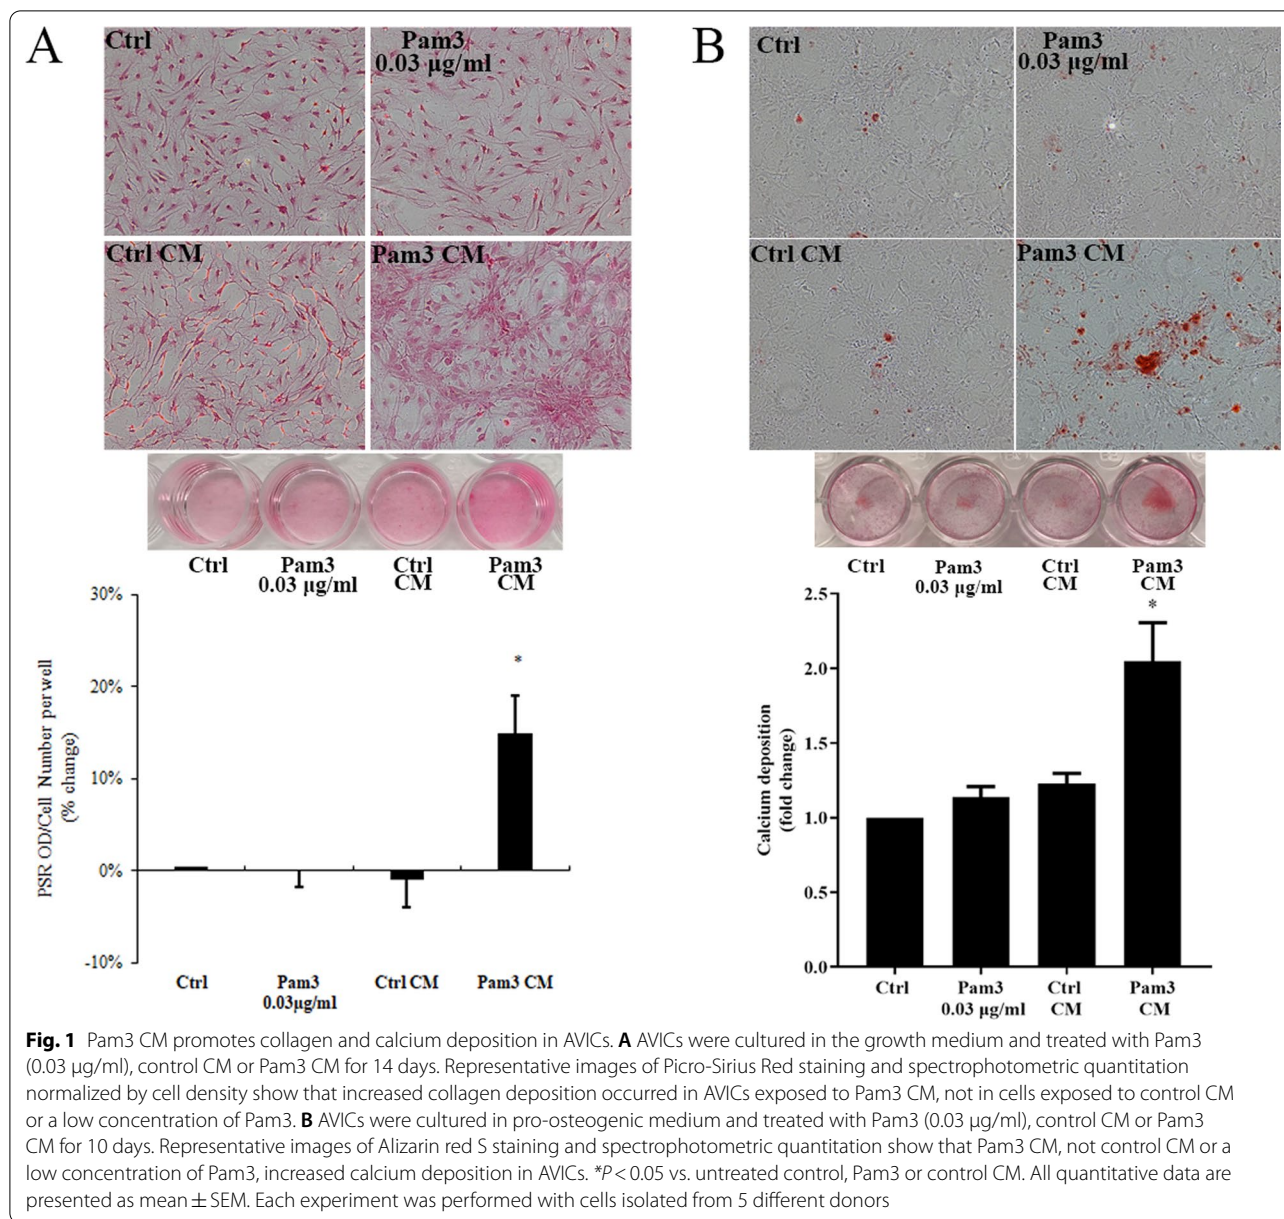 A
Ctrl
Pam3
0.03 μg/ml
Ctrl CM
Pam3 CM
Ctrl
Pam3
0.03 μg/ml
Ctrl
CM
Pam3
CM
30%
20%
10%
0%
-10%
PSR OD/Cell Number per well
(% change)
*
Ctrl
Pam3
0.03μg/ml
Ctrl CM
Pam3 CM
B
Ctrl
Pam3
0.03 μg/ml
Ctrl CM
Pam3 CM
Ctrl
Pam3
0.03 μg/ml
Ctrl
CM
Pam3
CM
2.5
2.0
1.5
1.0
0.5
0.0
Calcium deposition
(fold change)
*
Ctrl
Pam3
0.03 μg/ml
Ctrl
CM
Pam3
CM
Fig. 1 Pam3 CM promotes collagen and calcium deposition in AVICs. A AVICs were cultured in the growth medium and treated with Pam3
(0.03 μg/ml), control CM or Pam3 CM for 14 days. Representative images of Picro-Sirius Red staining and spectrophotometric quantitation
normalized by cell density show that increased collagen deposition occurred in AVICs exposed to Pam3 CM, not in cells exposed to control CM
or a low concentration of Pam3. B AVICs were cultured in pro-osteogenic medium and treated with Pam3 (0.03 μg/ml), control CM or Pam3
CM for 10 days. Representative images of Alizarin red S staining and spectrophotometric quantitation show that Pam3 CM, not control CM or a
low concentration of Pam3, increased calcium deposition in AVICs. *P < 0.05 vs. untreated control, Pam3 or control CM. All quantitative data are
presented as mean ± SEM. Each experiment was performed with cells isolated from 5 different donors